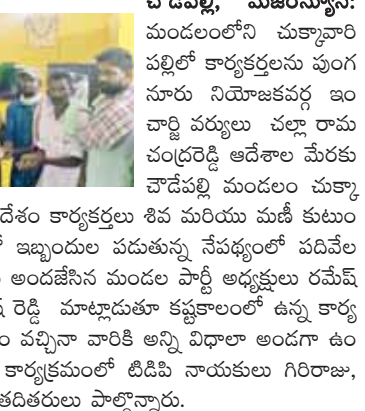 చౌడేపల్లి,
మండలంలోని చుక్కావారి
పల్లిలో కార్యకర్తలను పుంగ
నూరు నియోజకవర్గ ఇం
చార్జి వర్యులు చల్లా రామ
చంద్రరెడ్డి ఆదేశాల మేరకు
చౌడేపల్లి మండలం చుక్కా
దేశం కార్యకర్తలు శివ మరియు మణి కుటుం
ఇబ్బందుల పడుతున్న నేపథ్యంలో పదివేల
అందజేసిన మండల పార్టీ అధ్యక్షులు రమేష్
రెడ్డి మాట్లాడుతూ కష్టకాలంలో ఉన్న కార్య
వచ్చినా వారికి అన్ని విధాలా అండగా ఉం
కార్యక్రమంలో టిడిపి నాయకులు గిరిరాజు,
తదితరులు పాల్గొన్నారు.